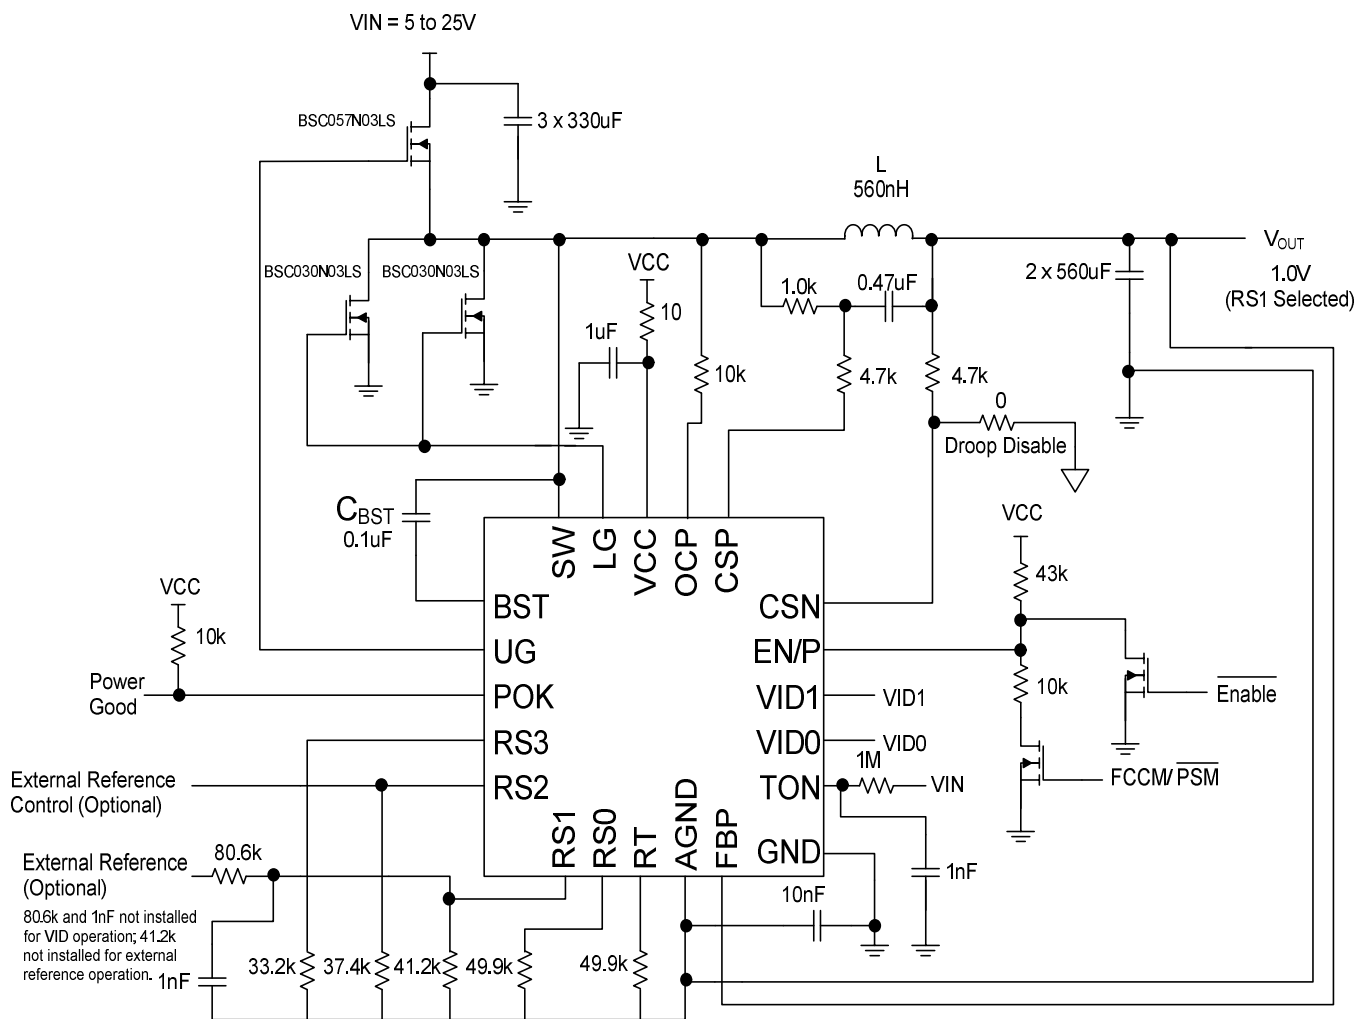 VIN = 5 to 25V
BSC057N03LS
3 x 330uF
L
560nH
BSC030N03LS
BSC030N03LS
VCC
10
1uF
10k
1.0k
0.47uF
4.7k
4.7k
0
Droop Disable
2 x 560uF
VOUT
1.0V
(RS1 Selected)
CBST
0.1uF
SW
LG
VCC
OCP
CSP
VCC
43k
VCC
10k
BST
CSN
UG
EN/P
10k
Enable
Power
Good
POK
VID1
VID1
RS3
VID0
VID0
1M
FCCM/ PSM
External Reference
Control (Optional)
RS2
TON
VIN
RS1
RS0
RT
AGND
FBP
GND
1nF
External Reference
(Optional)
80.6k
10nF
80.6k and 1nF not installed
for VID operation; 41.2k
not installed for external
reference operation.
1nF
33.2k
37.4k
41.2k
49.9k
49.9k